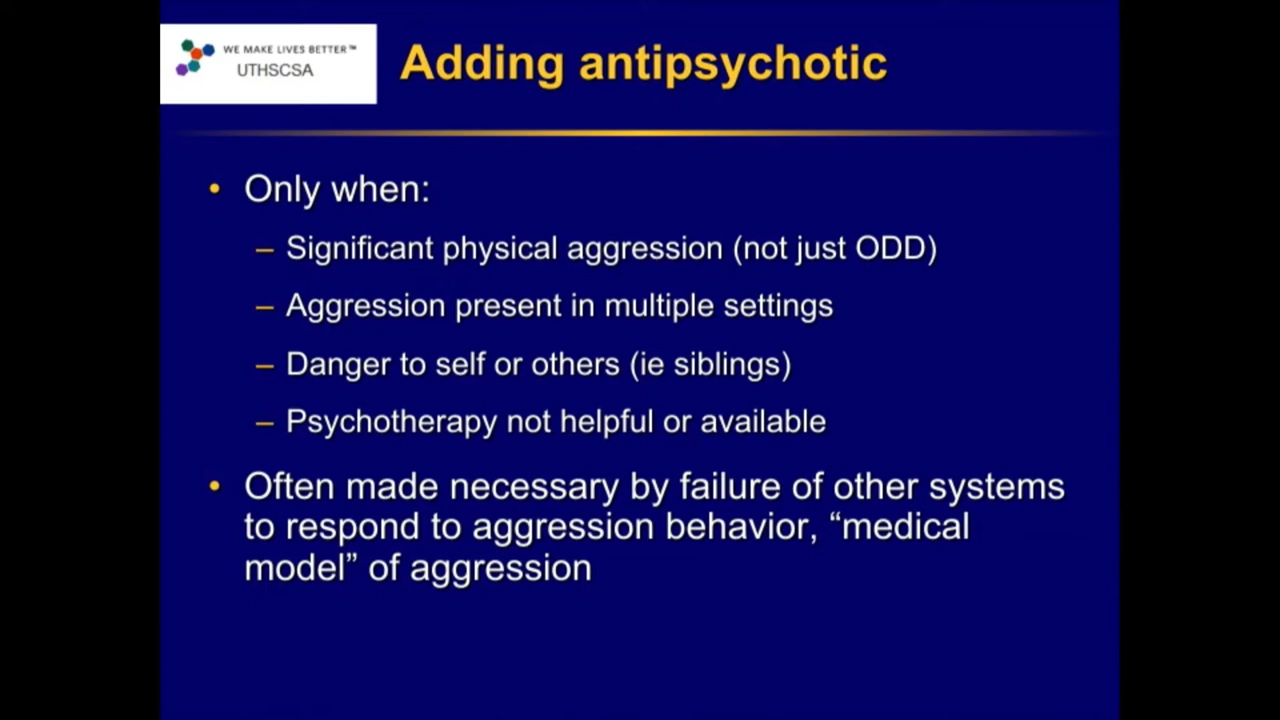 WE MAKE LIVES BETTER™
UTHSCSA
Adding antipsychotic
• Only when:
– Significant physical aggression (not just ODD)
– Aggression present in multiple settings
– Danger to self or others (ie siblings)
– Psychotherapy not helpful or available
• Often made necessary by failure of other systems
to respond to aggression behavior, “medical
model” of aggression